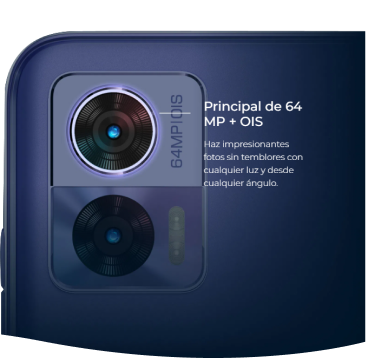 Principal de 64
MP + OIS
Haz impresionantes
fotos sin temblores con
cualquier luz y desde
cualquier ángulo.
64MP|OIS